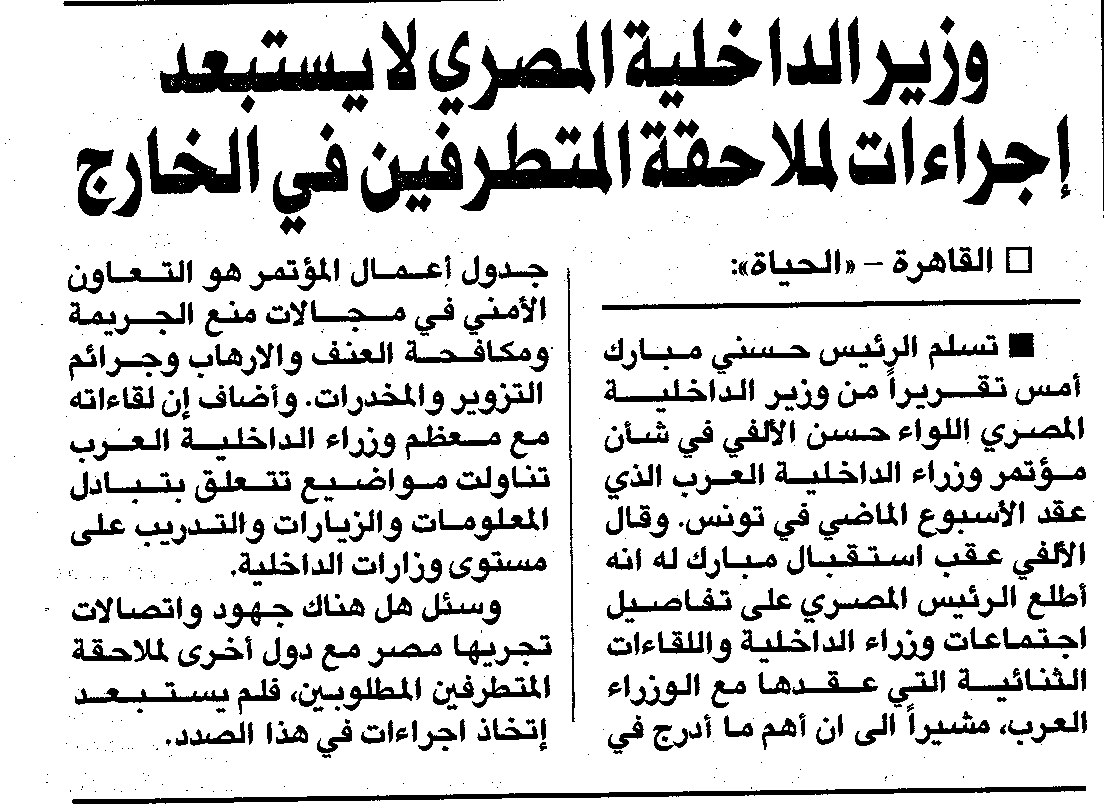 وزير الداخلية المصري لا يستبعد
إجراءات لملاحقة المتطرفين في الخارج
□ القاهرة – «الحياة»:
■ تسلم الرئيس حسني مبارك
أمس تقريراً من وزير الداخلية
المصري اللواء حسن الألفي في شأن
مؤتمر وزراء الداخلية العرب الذي
عقد الأسبوع الماضي في تونس. وقال
الألفي عقب استقبال مبارك له انه
أطلع الرئيس المصري على تفاصيل
اجتماعات وزراء الداخلية واللقاءات
الثنائية التي عقدها مع الوزراء
العرب، مشيراً الى ان أهم ما أدرج في
جدول أعمال المؤتمر هو التعاون
الأمني في مجالات منع الجريمة
ومكافحة العنف والارهاب وجرائم
التزوير والمخدرات. وأضاف إن لقاءاته
مع معظم وزراء الداخلية العرب
تناولت مواضيع تتعلق بتبادل
المعلومات والزيارات والتدريب على
مستوى وزارات الداخلية.
وسئل هل هناك جهود واتصالات
تجريها مصر مع دول أخرى لملاحقة
المتطرفين المطلوبين، فلم يستبعد
إتخاذ اجراءات في هذا الصدد.